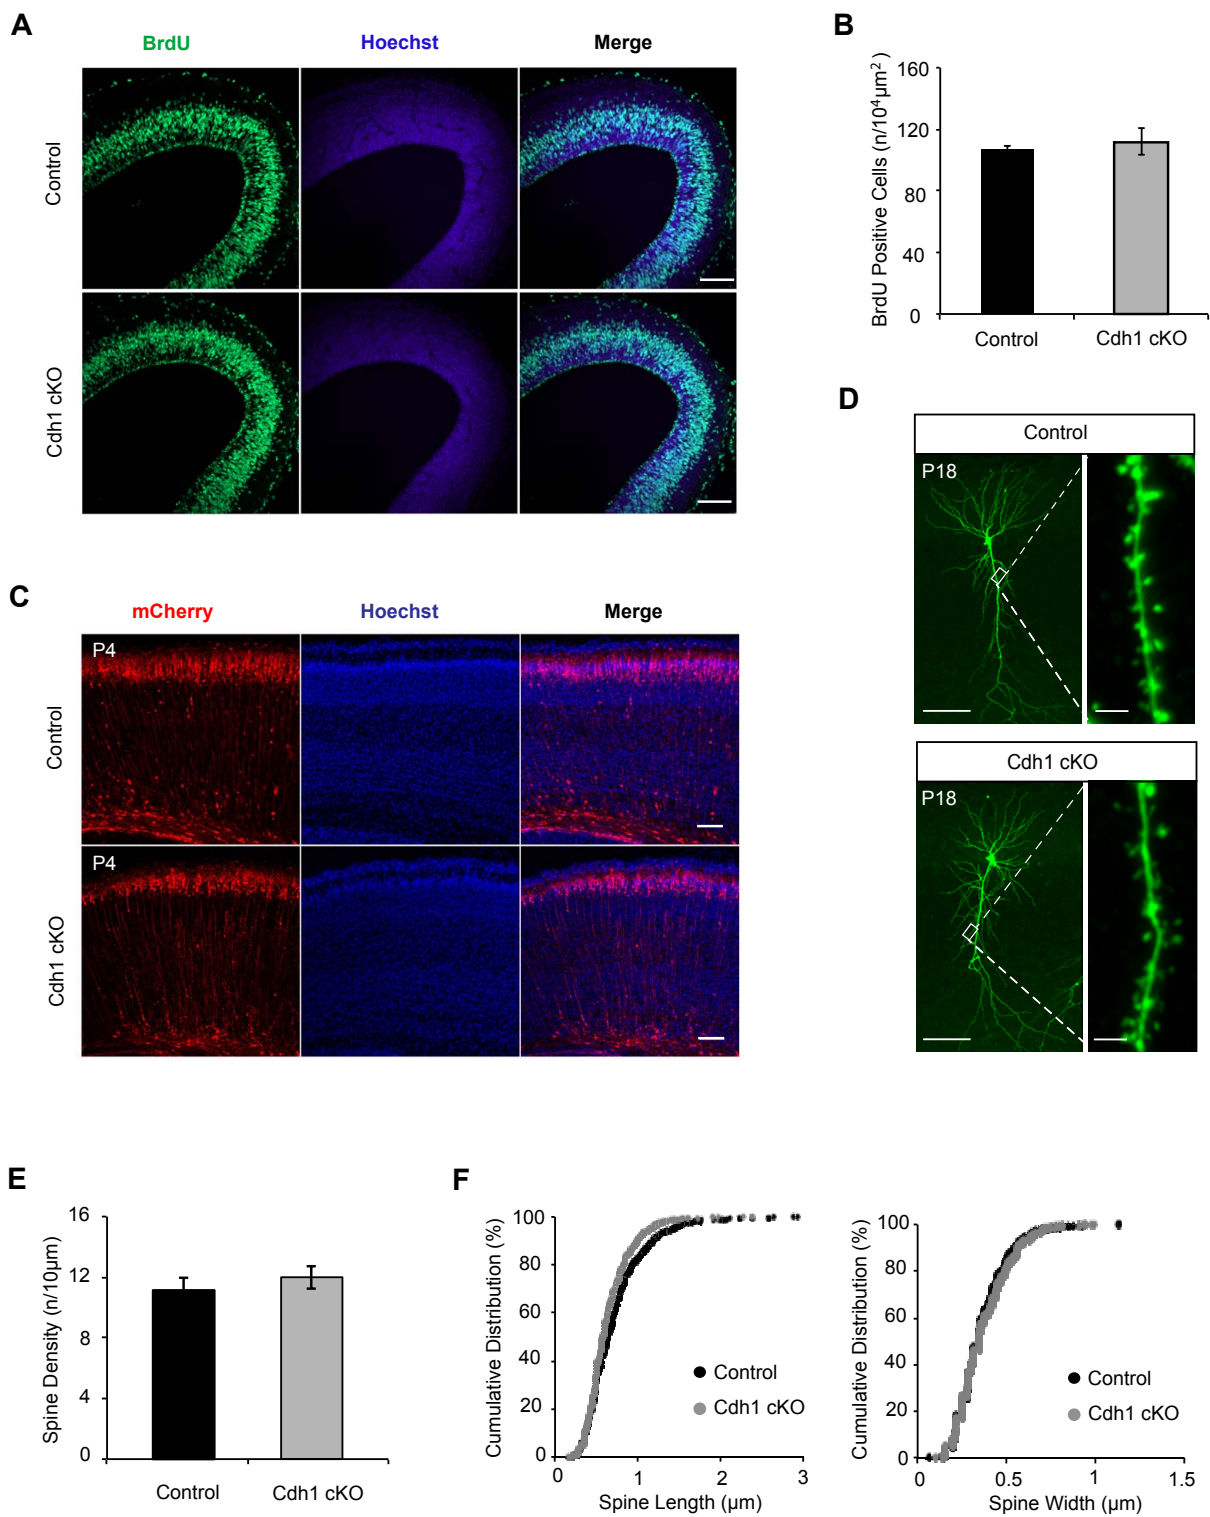 A
BrdU
Hoechst
Merge
Control
Cdh1 cKO
B
BrdU Positive Cells (n/10⁴µm²)
160
120
80
40
0
Control
Cdh1 cKO
C
mCherry
Hoechst
Merge
Control
P4
Cdh1 cKO
P4
D
Control
P18
Cdh1 cKO
P18
E
Spine Density (n/10µm)
16
12
8
4
0
Control
Cdh1 cKO
F
Cumulative Distribution (%)
100
80
60
40
20
0
Control
Cdh1 cKO
0
1
2
3
Spine Length (µm)
Cumulative Distribution (%)
100
80
60
40
20
0
Control
Cdh1 cKO
0
0.5
1
1.5
Spine Width (µm)